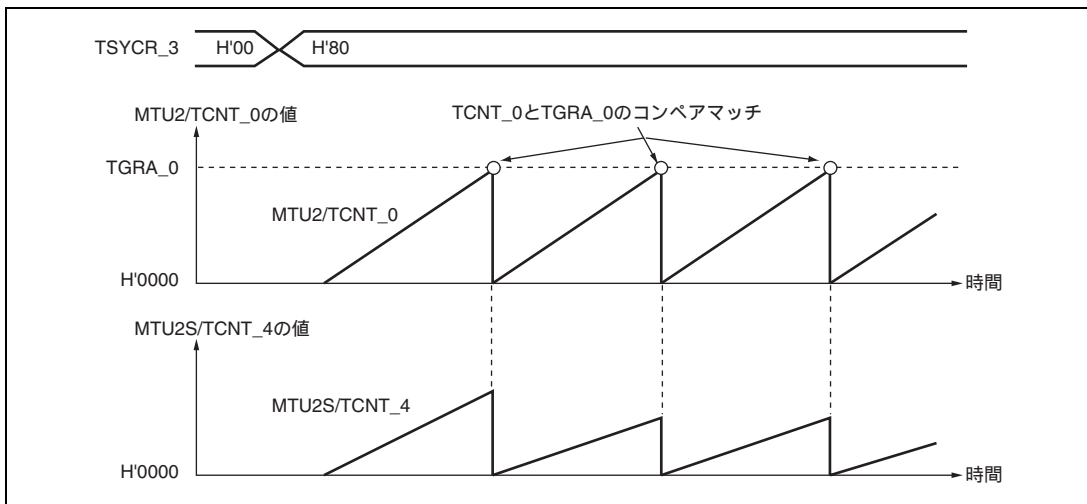 TSYCR_3 H'00 H'80
MTU2/TCNT_0の値 TCNT_0とTGRA_0のコンペアマッチ
TGRA_0
MTU2/TCNT_0
H'0000 時間
MTU2S/TCNT_4の値
MTU2S/TCNT_4
H'0000 時間